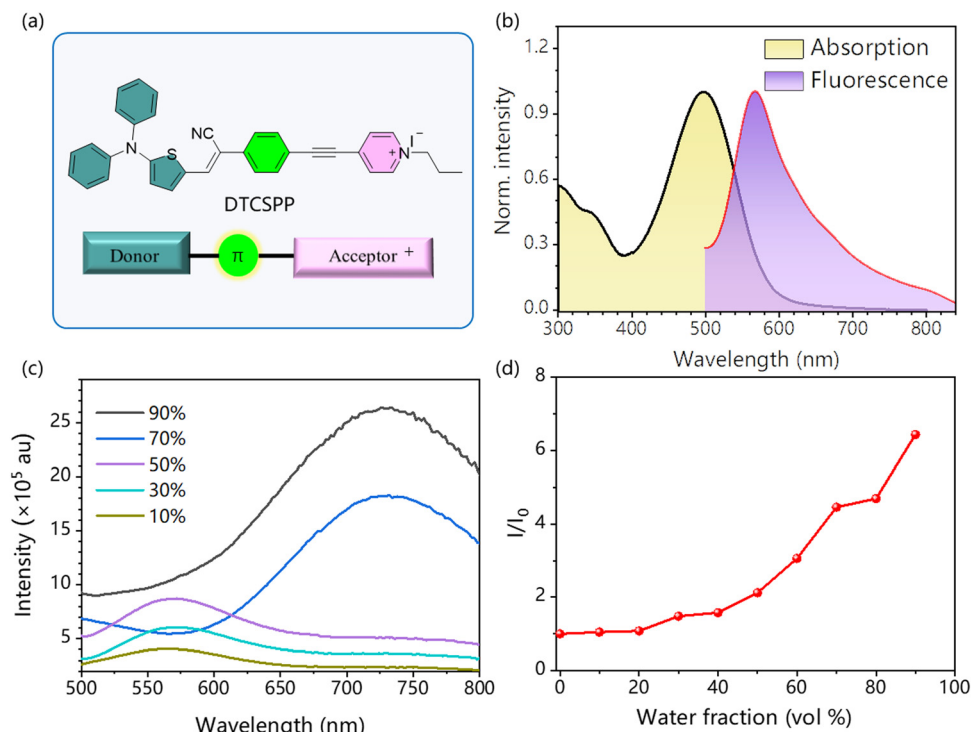 (a)
NC
N
S
N
+
I⁻
DTCSPP
Donor
π
Acceptor +
(b)
Absorption
Fluorescence
1.2
0.9
0.6
0.3
0.0
Norm. intensity
300 400 500 600 700 800
Wavelength (nm)
(c)
90%
70%
50%
30%
10%
25
20
15
10
5
Intensity (×10⁵ au)
500 550 600 650 700 750 800
Wavelength (nm)
(d)
8
6
4
2
0
I/I₀
0 20 40 60 80 100
Water fraction (vol %)